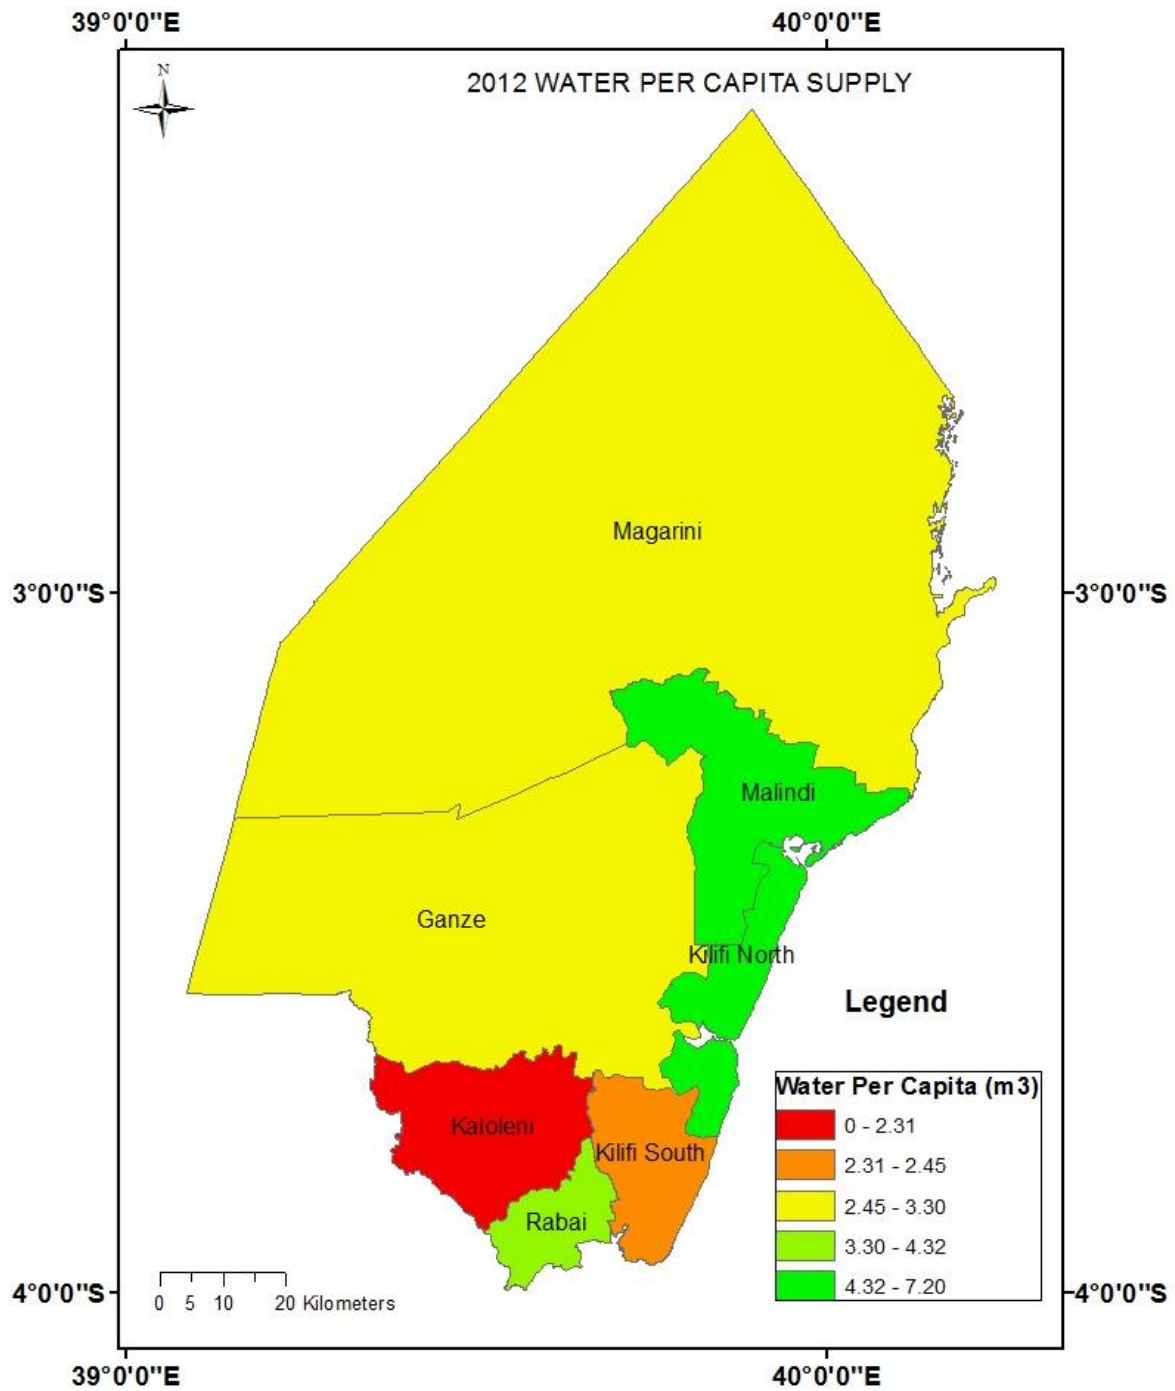 39°0'0"E 40°0'0"E
N
2012 WATER PER CAPITA SUPPLY
Magarini
3°0'0"S 3°0'0"S
Malindi
Ganze
Kilifi North
Legend
Water Per Capita (m3)
0 - 2.31
2.31 - 2.45
2.45 - 3.30
3.30 - 4.32
4.32 - 7.20
Kaloleni
Kilifi South
Rabai
4°0'0"S 4°0'0"S
0 5 10 20 Kilometers
39°0'0"E 40°0'0"E